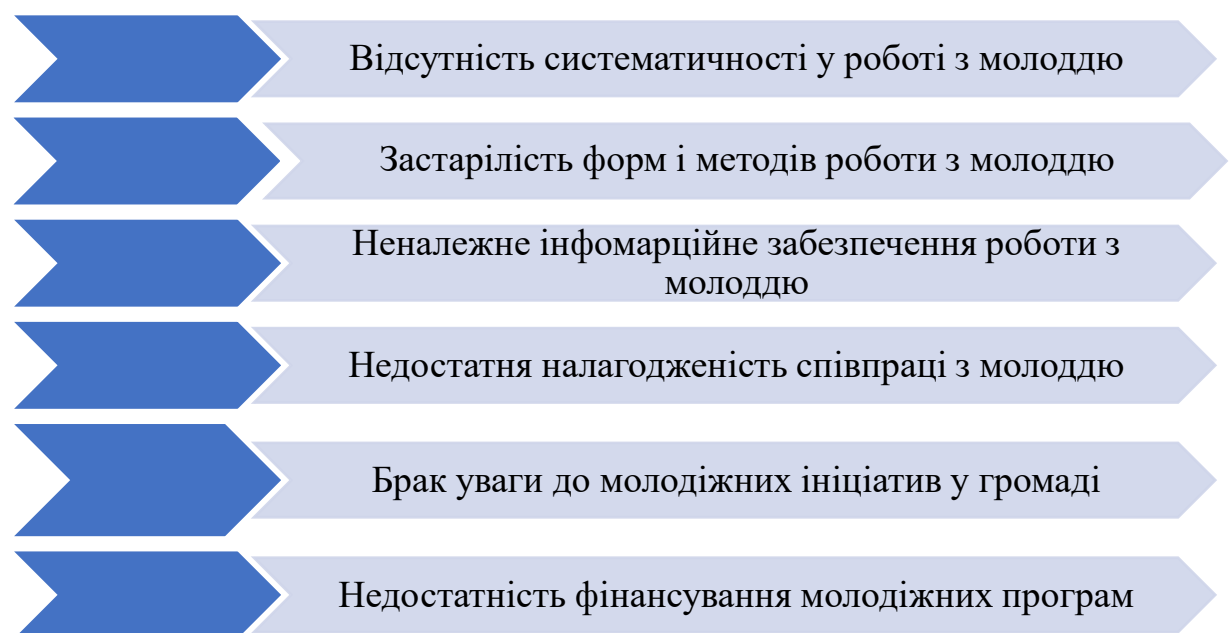 Відсутність систематичності у роботі з молоддю
Застарілість форм і методів роботи з молоддю
Неналежне інфомарційне забезпечення роботи з
молоддю
Недостатня налагодженість співпраці з молоддю
Брак уваги до молодіжних ініціатив у громаді
Недостатність фінансування молодіжних програм